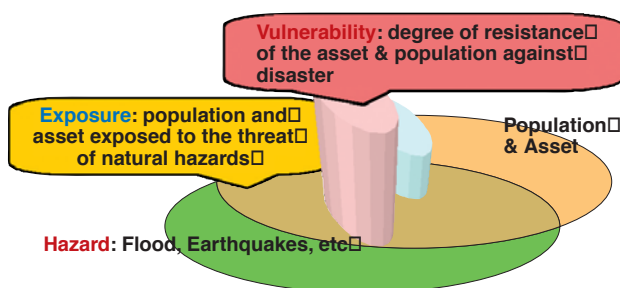 Vulnerability: degree of resistance□
of the asset & population against□
disaster
Exposure: population and□
asset exposed to the threat□
of natural hazards□
Population□
& Asset
Hazard: Flood, Earthquakes, etc□